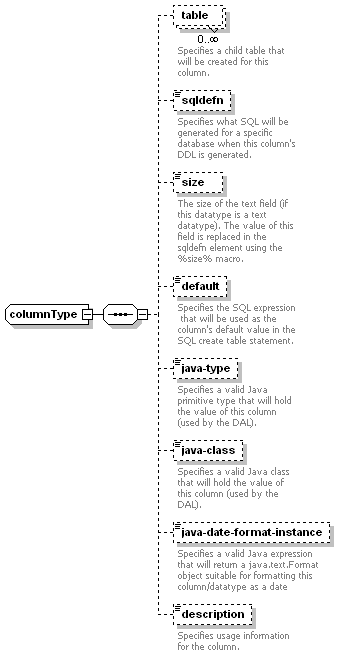 table
0..∞
Specifies a child table that
will be created for this
column.
sqldefn
Specifies what SQL will be
generated for a specific
database when this column's
DDL is generated.
size
The size of the text field (if
this datatype is a text
datatype). The value of this
field is replaced in the
sqldefn element using the
%size% macro.
default
Specifies the SQL expression
that will be used as the
column's default value in the
SQL create table statement.
columnType
java-type
Specifies a valid Java
primitive type that will hold
the value of this column
(used by the DAL).
java-class
Specifies a valid Java class
that will hold the value of
this column (used by the
DAL).
java-date-format-instance
Specifies a valid Java expression
that will return a java.text.Format
object suitable for formatting this
column/datatype as a date
description
Specifies usage information
for the column.